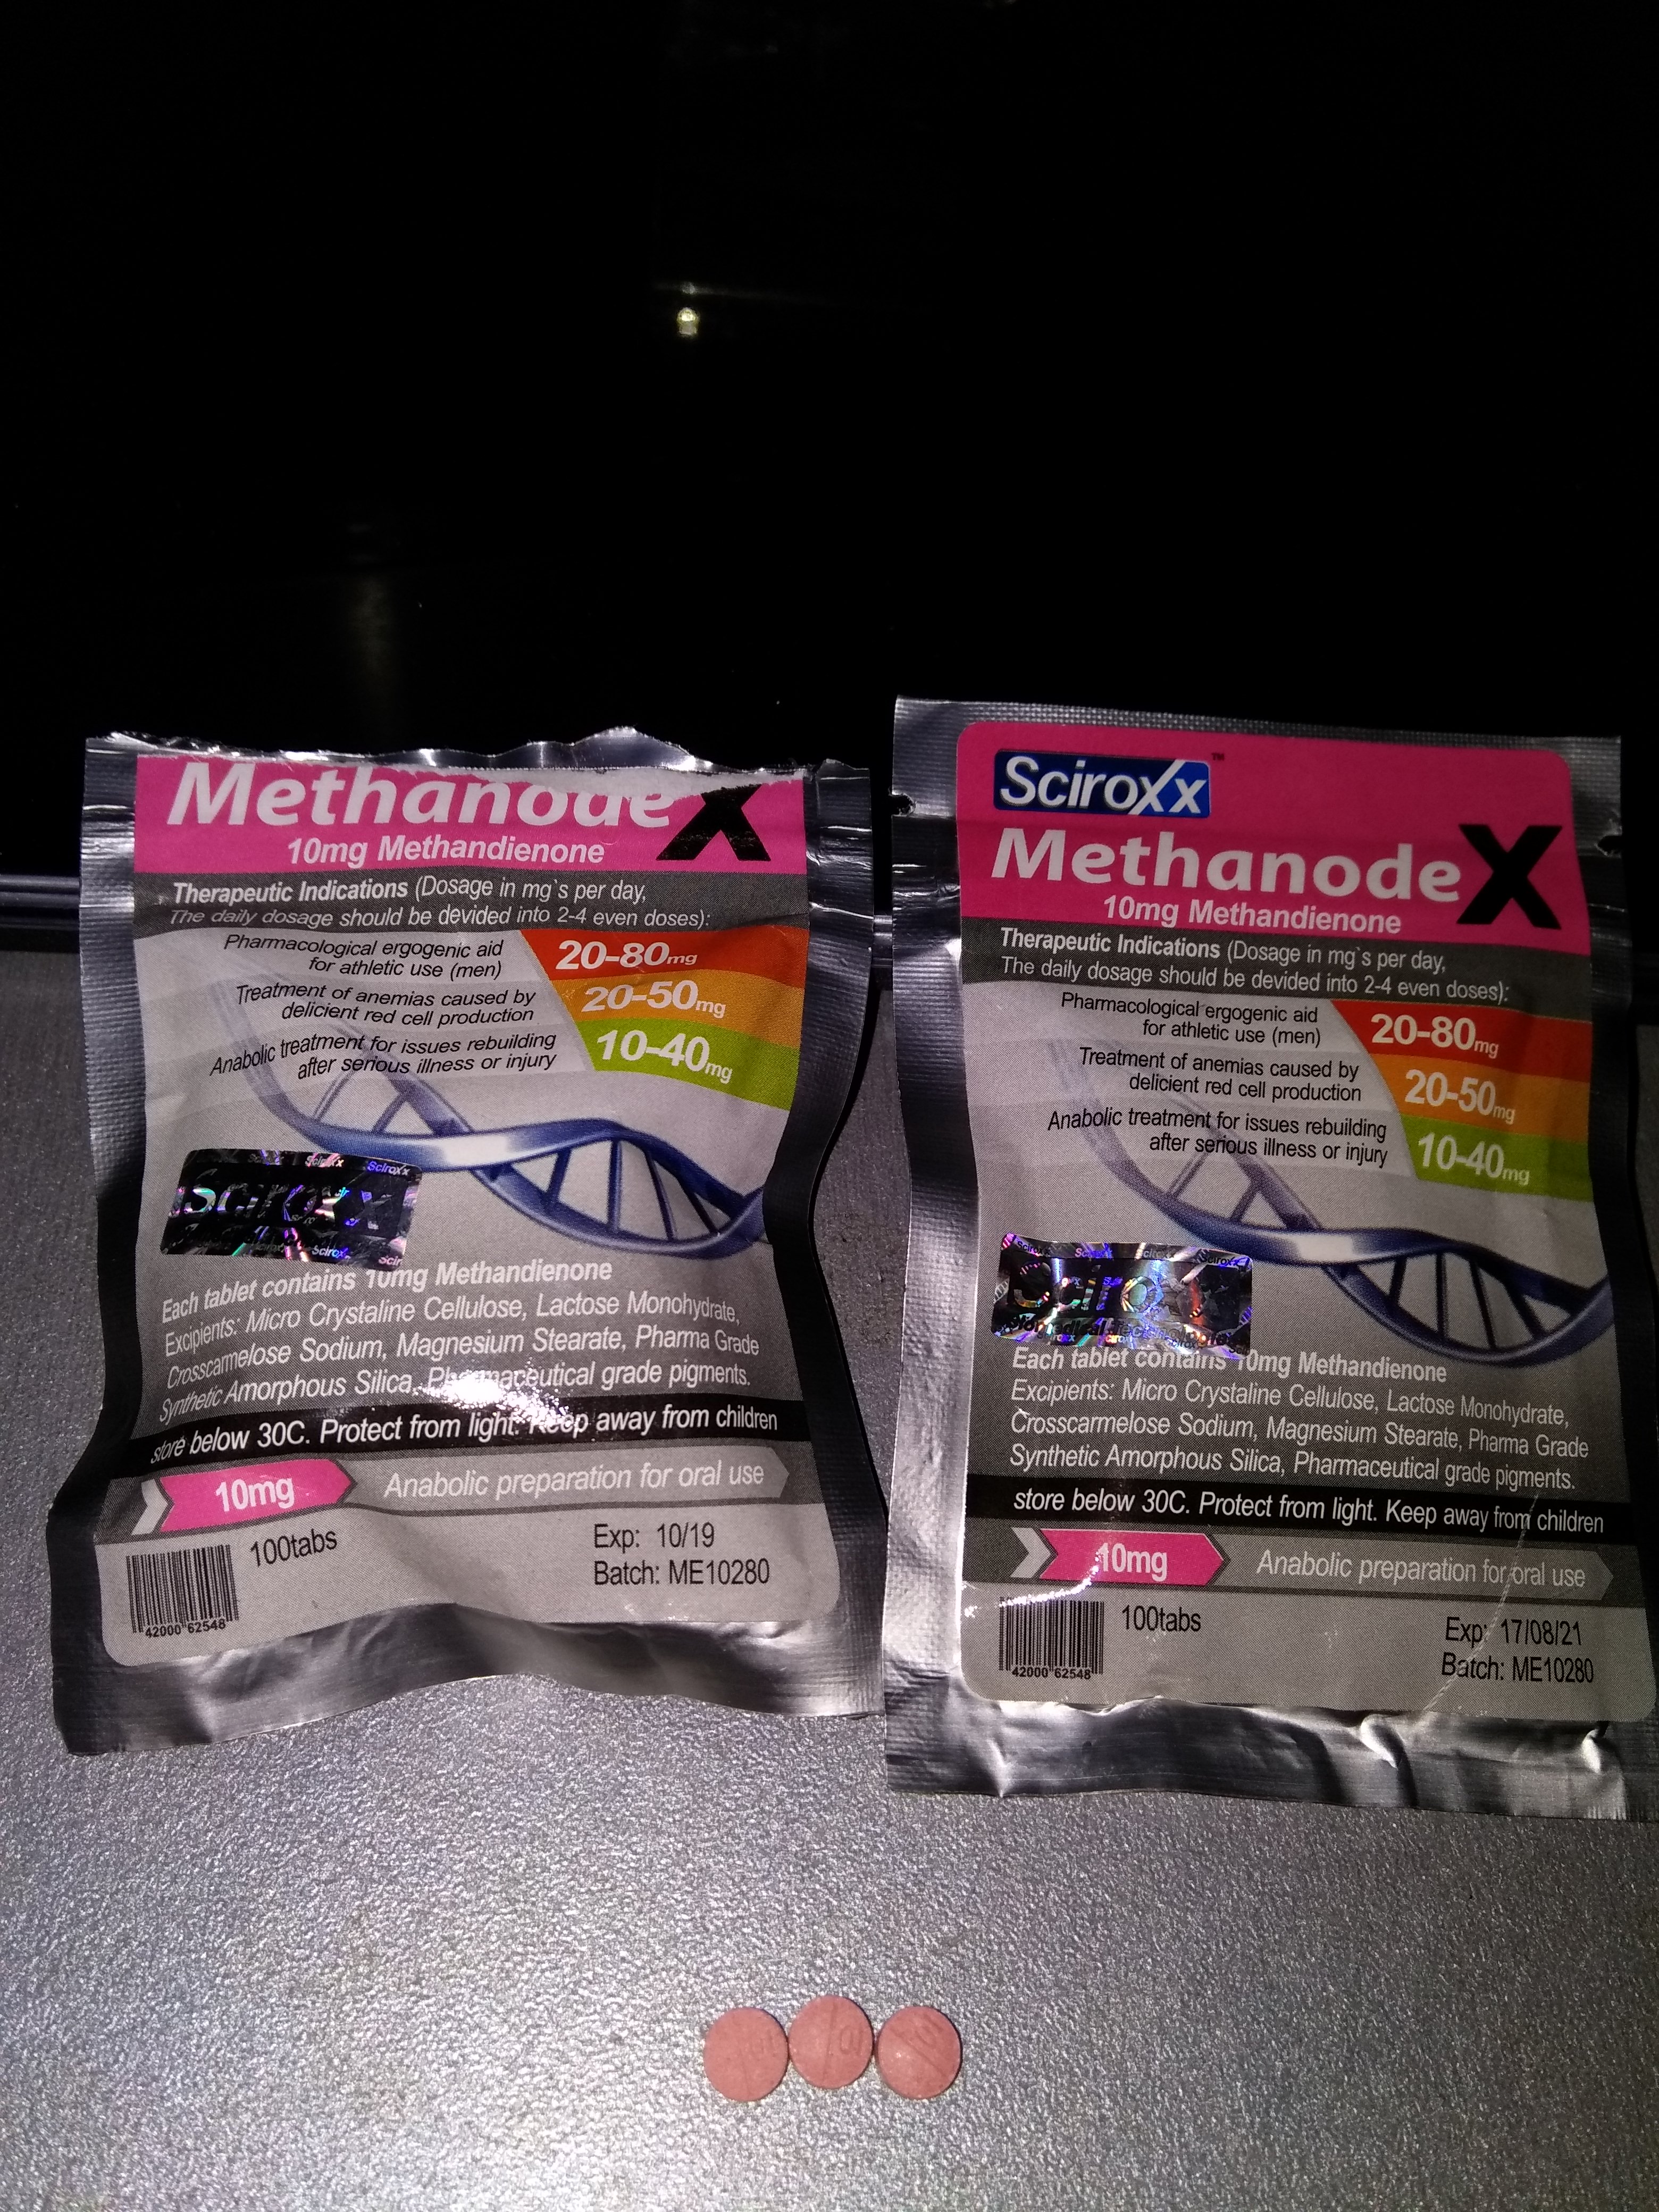 Methanode X
10mg Methandienone
Therapeutic Indications (Dosage in mg`s per day,
The daily dosage should be devided into 2-4 even doses):
Pharmacological ergogenic aid
for athletic use (men)
20-80mg
Treatment of anemias caused by
delicient red cell production
20-50mg
Anabolic treatment for issues rebuilding
after serious illness or injury
10-40mg
Sciroxx
Each tablet contains 10mg Methandienone
Excipients: Micro Crystaline Cellulose, Lactose Monohydrate,
Crosscarmelose Sodium, Magnesium Stearate, Pharma Grade
Synthetic Amorphous Silica, Pharmaceutical grade pigments.
store below 30C. Protect from light. Keep away from children
10mg
Anabolic preparation for oral use
100tabs
Exp: 10/19
Batch: ME10280
42000 62548
Sciroxx™
Methanode X
10mg Methandienone
Therapeutic Indications (Dosage in mg`s per day,
The daily dosage should be devided into 2-4 even doses):
Pharmacological ergogenic aid
for athletic use (men)
20-80mg
Treatment of anemias caused by
delicient red cell production
20-50mg
Anabolic treatment for issues rebuilding
after serious illness or injury
10-40mg
Sciroxx
Each tablet contains 10mg Methandienone
Excipients: Micro Crystaline Cellulose, Lactose Monohydrate,
Crosscarmelose Sodium, Magnesium Stearate, Pharma Grade
Synthetic Amorphous Silica, Pharmaceutical grade pigments.
store below 30C. Protect from light. Keep away from children
10mg
Anabolic preparation for oral use
100tabs
Exp: 17/08/21
Batch: ME10280
42000 62548